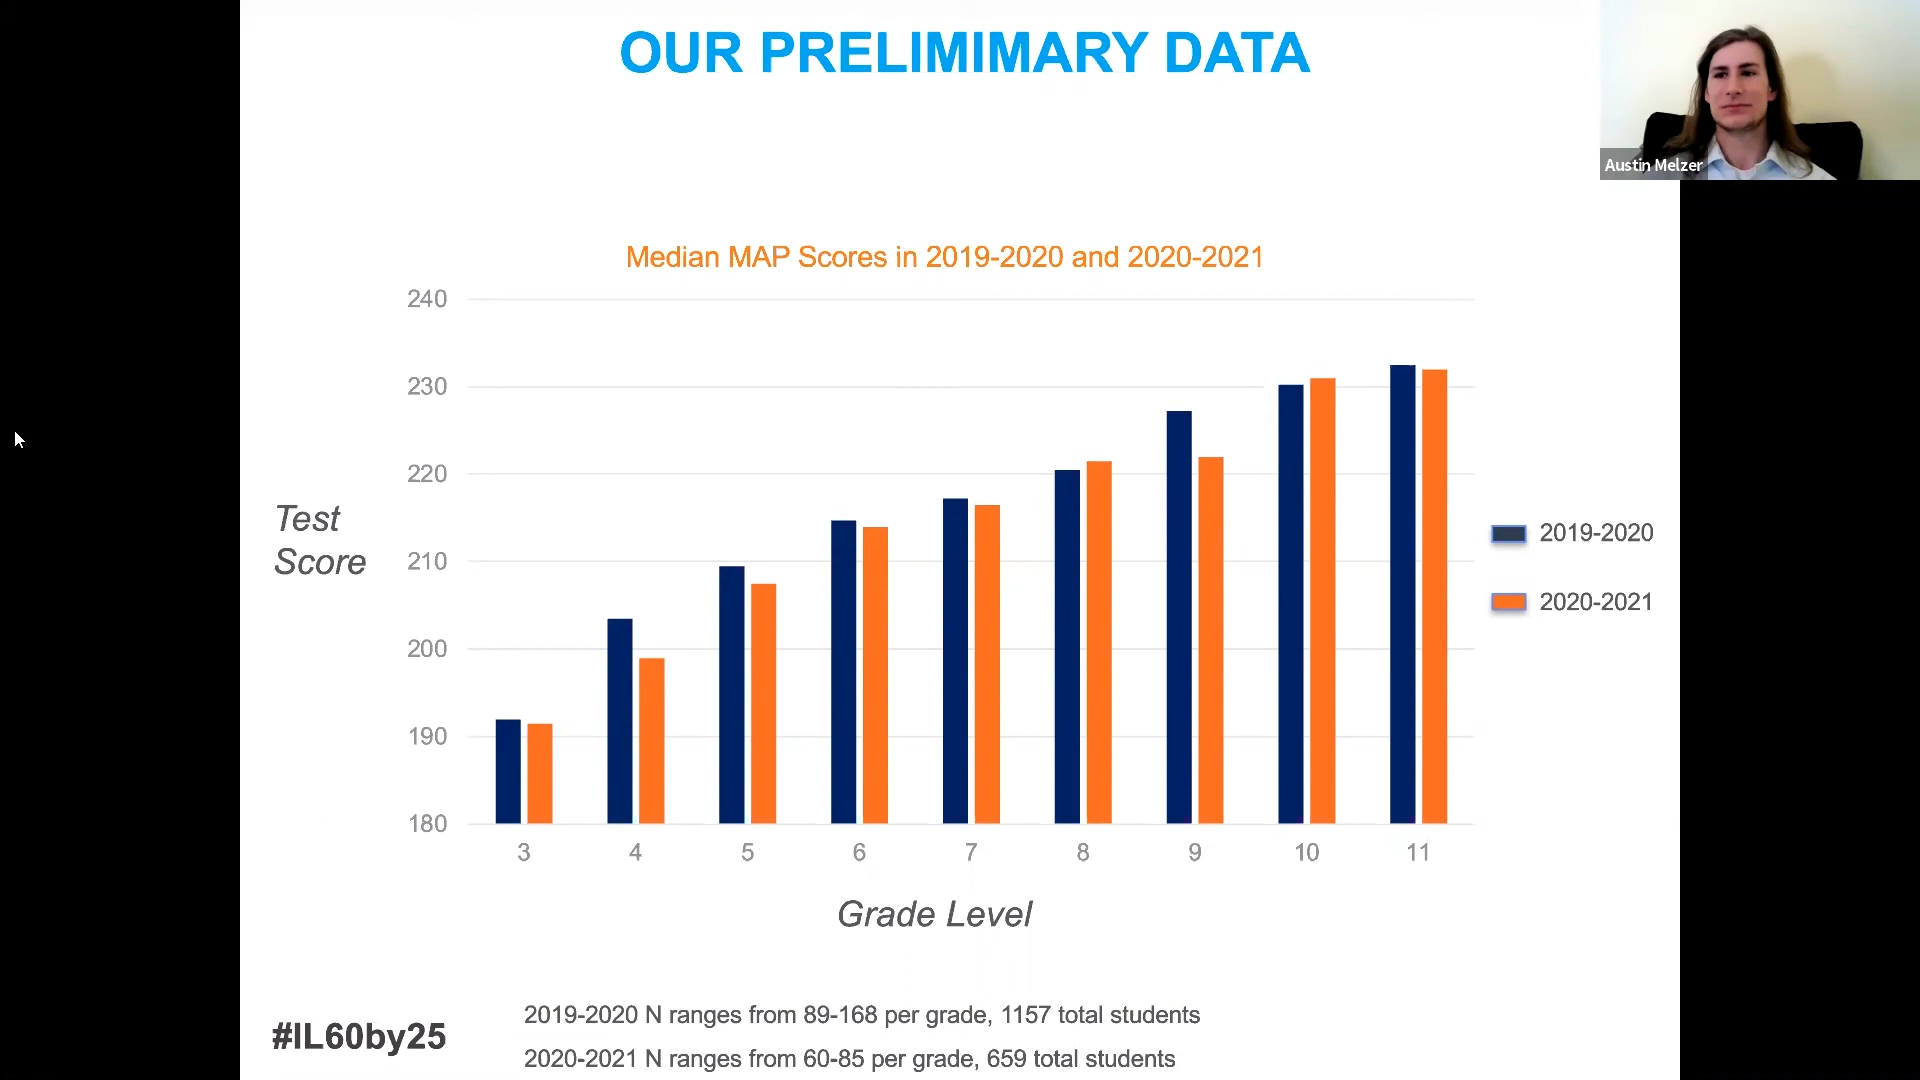 OUR PRELIMIMARY DATA
Austin Melzer
Median MAP Scores in 2019-2020 and 2020-2021
240
230
220
210
200
190
180
Test
Score
3 4 5 6 7 8 9 10 11
Grade Level
2019-2020
2020-2021
#IL60by25
2019-2020 N ranges from 89-168 per grade, 1157 total students
2020-2021 N ranges from 60-85 per grade, 659 total students